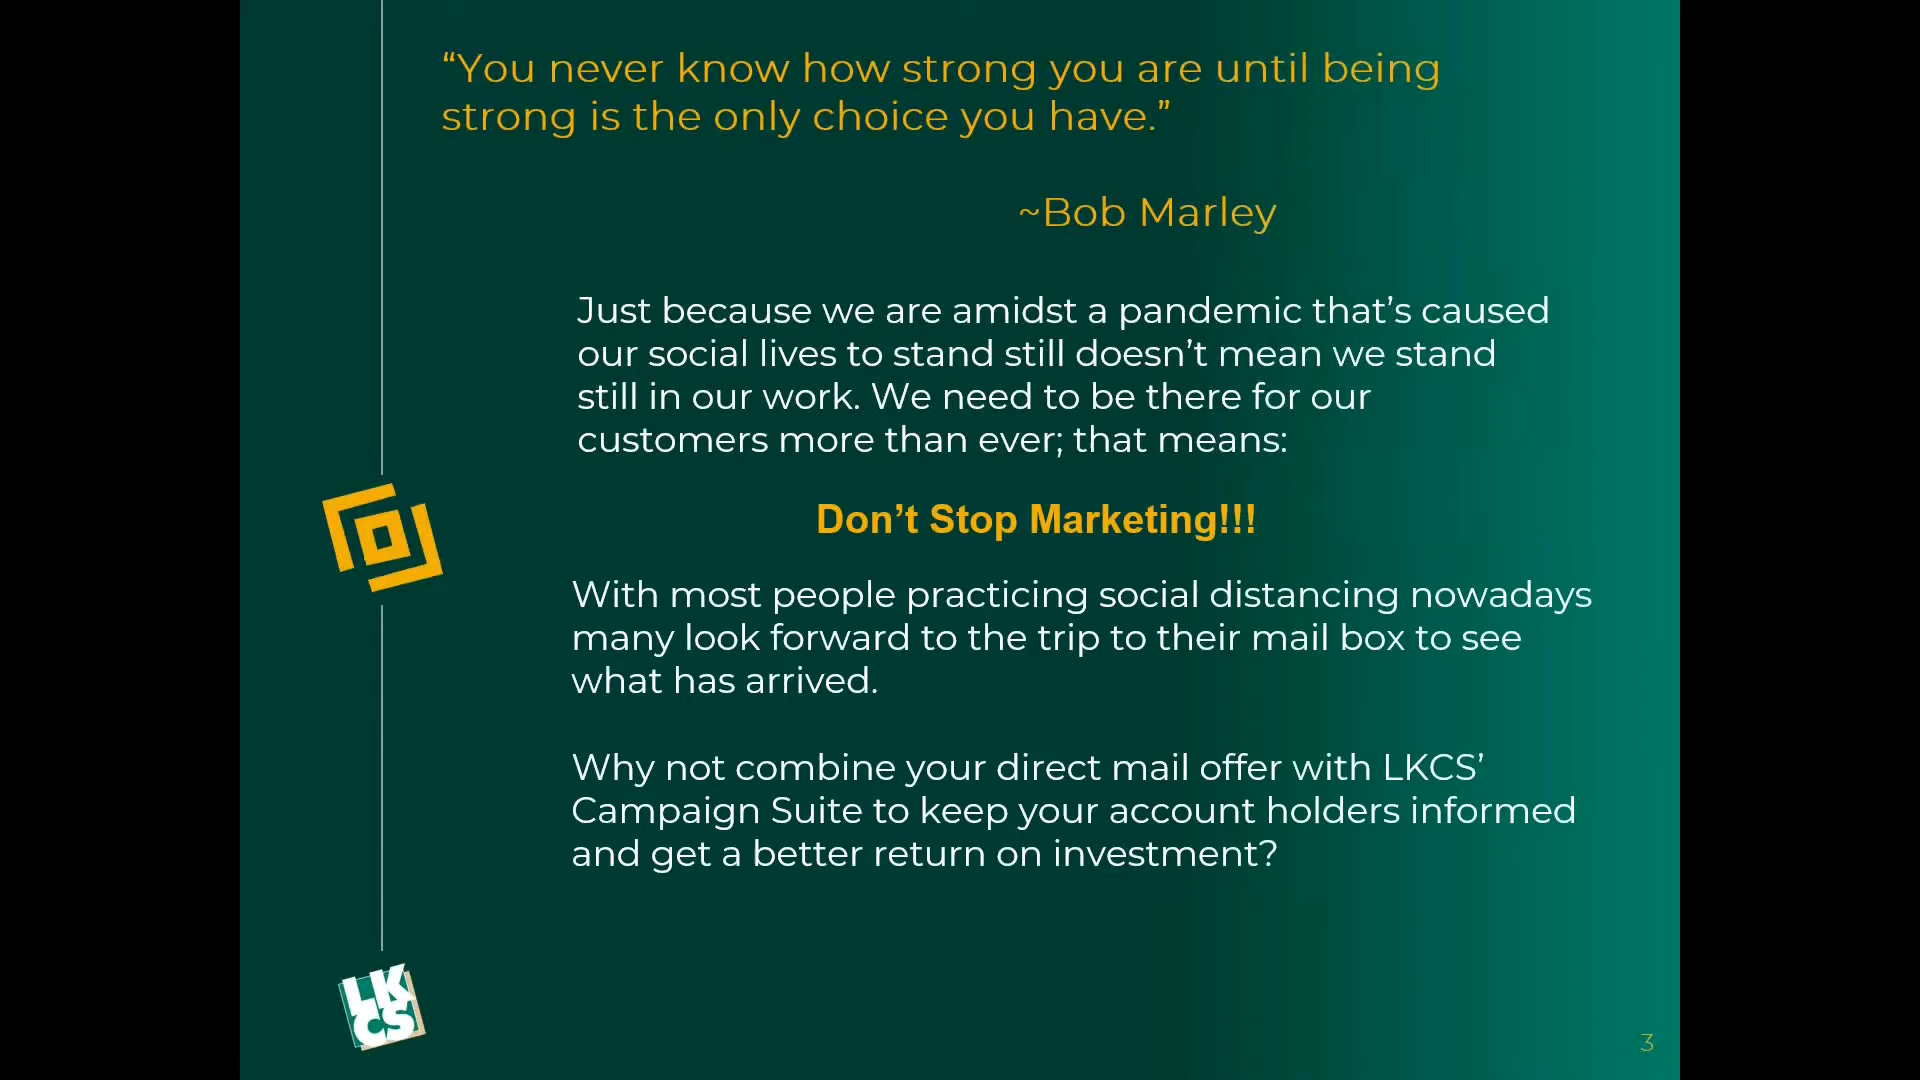 “You never know how strong you are until being
strong is the only choice you have.”
~Bob Marley
Just because we are amidst a pandemic that’s caused
our social lives to stand still doesn’t mean we stand
still in our work. We need to be there for our
customers more than ever; that means:
Don’t Stop Marketing!!!
With most people practicing social distancing nowadays
many look forward to the trip to their mail box to see
what has arrived.
Why not combine your direct mail offer with LKCS’
Campaign Suite to keep your account holders informed
and get a better return on investment?
LK
CS
3